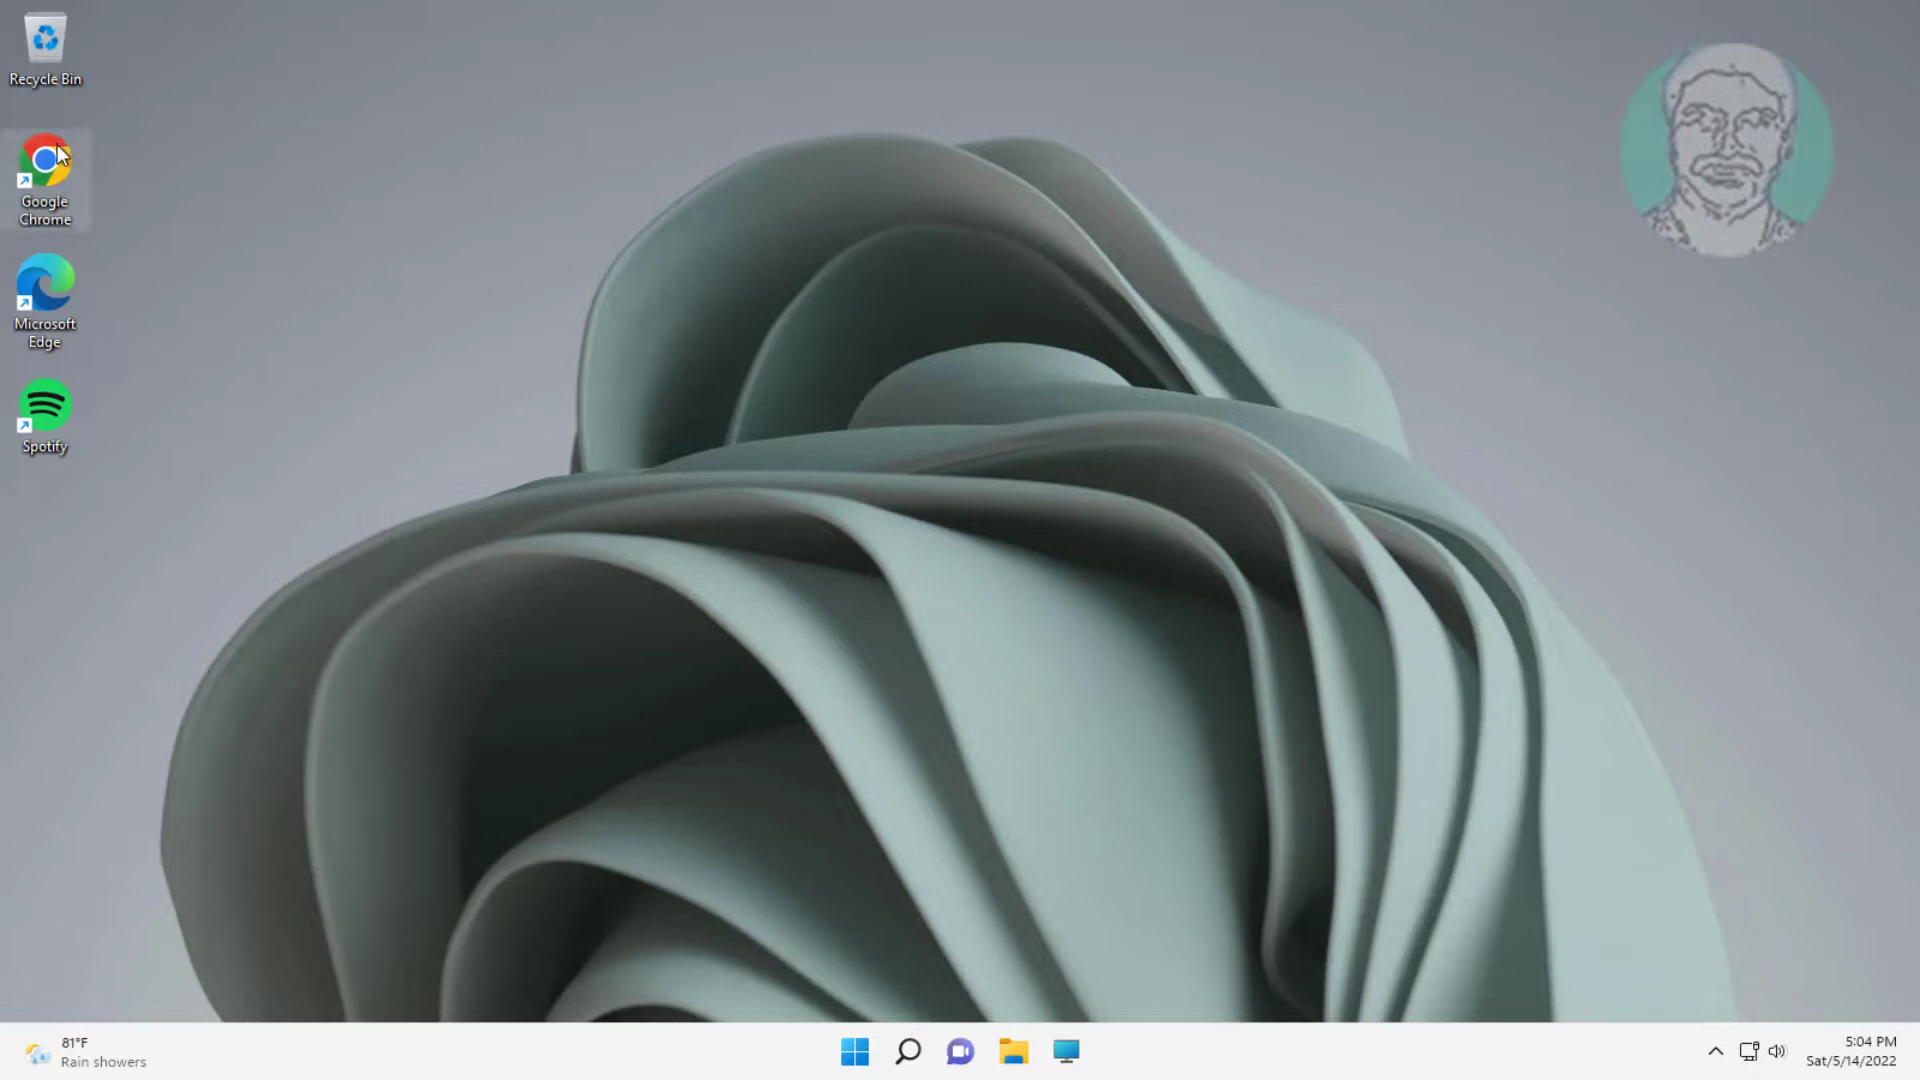 Recycle Bin
Google
Chrome
Microsoft
Edge
Spotify
81°F
Rain showers
5:04 PM
Sat/5/14/2022